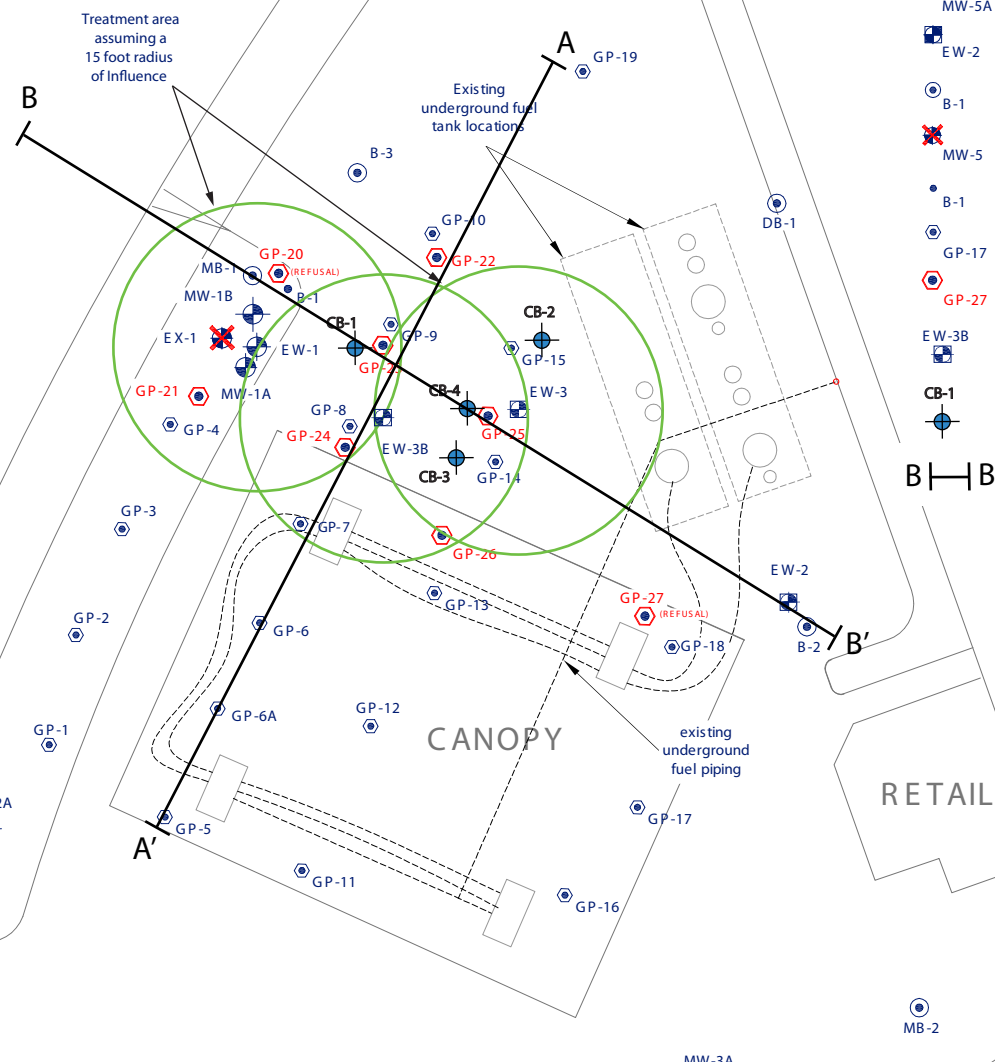 MW-5A
Treatment area
assuming a
15 foot radius
of Influence
A
GP-19
EW-2
Existing
underground fuel
tank locations
B
B-1
MW-5
B-3
B-1
GP-10
DB-1
GP-17
GP-20
(REFUSAL)
MB-1
GP-22
B-1
GP-27
MW-1B
CB-1
CB-2
EX-1
EW-1
GP-9
EW-3B
GP-15
MW-1A
GP-21
CB-4
EW-3
CB-1
GP-4
GP-8
GP-25
GP-24
EW-3B
CB-3
GP-14
B
B
GP-3
GP-7
GP-26
EW-2
GP-2
GP-13
GP-27
(REFUSAL)
GP-6
GP-18
B-2
B’
GP-6A
GP-12
GP-1
CANOPY
existing
underground
fuel piping
RETAIL
2A
GP-5
A’
GP-17
GP-11
GP-16
MB-2
MW-3A